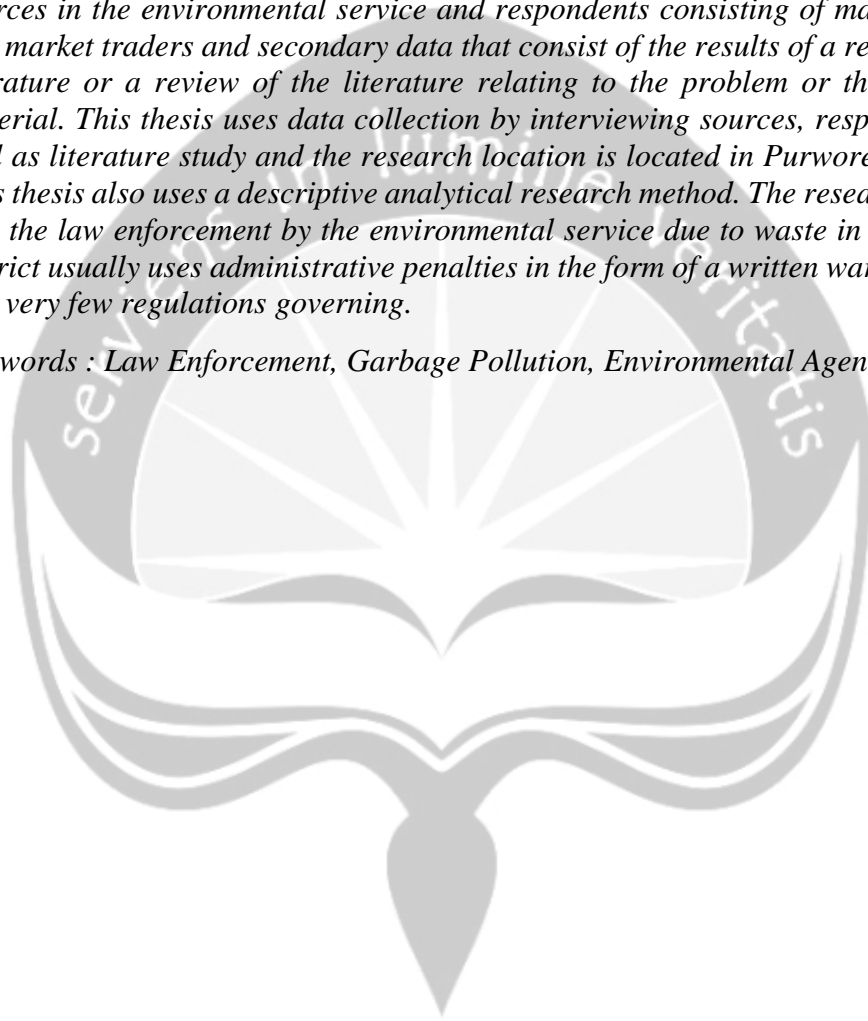 rces in the environmental service and respondents consisting of ma
market traders and secondary data that consist of the results of a re
rature or a review of the literature relating to the problem or th
erial. This thesis uses data collection by interviewing sources, resp
l as literature study and the research location is located in Purwore
s thesis also uses a descriptive analytical research method. The resea
the law enforcement by the environmental service due to waste in
trict usually uses administrative penalties in the form of a written wa
very few regulations governing.
words : Law Enforcement, Garbage Pollution, Environmental Agen
serviens in lumine veritatis